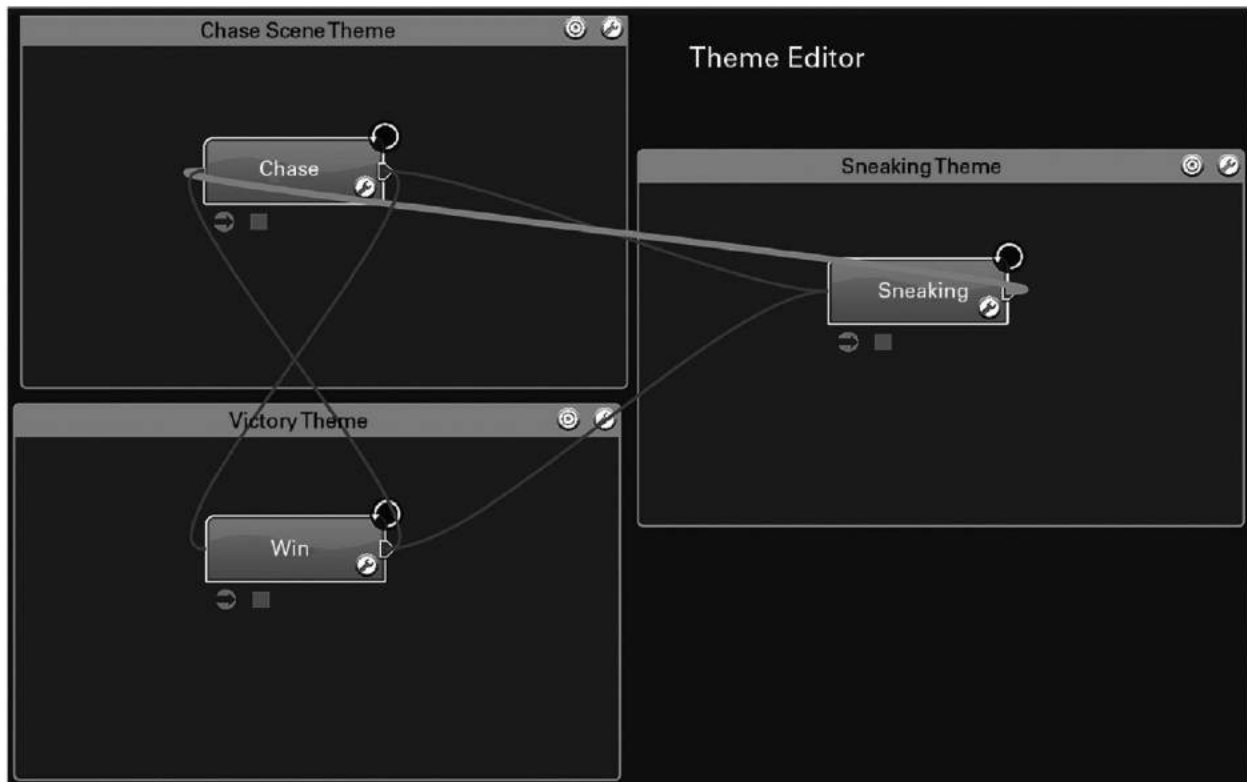 Chase Scene Theme
Theme Editor
Chase
Sneaking Theme
Sneaking
Victory Theme
Win